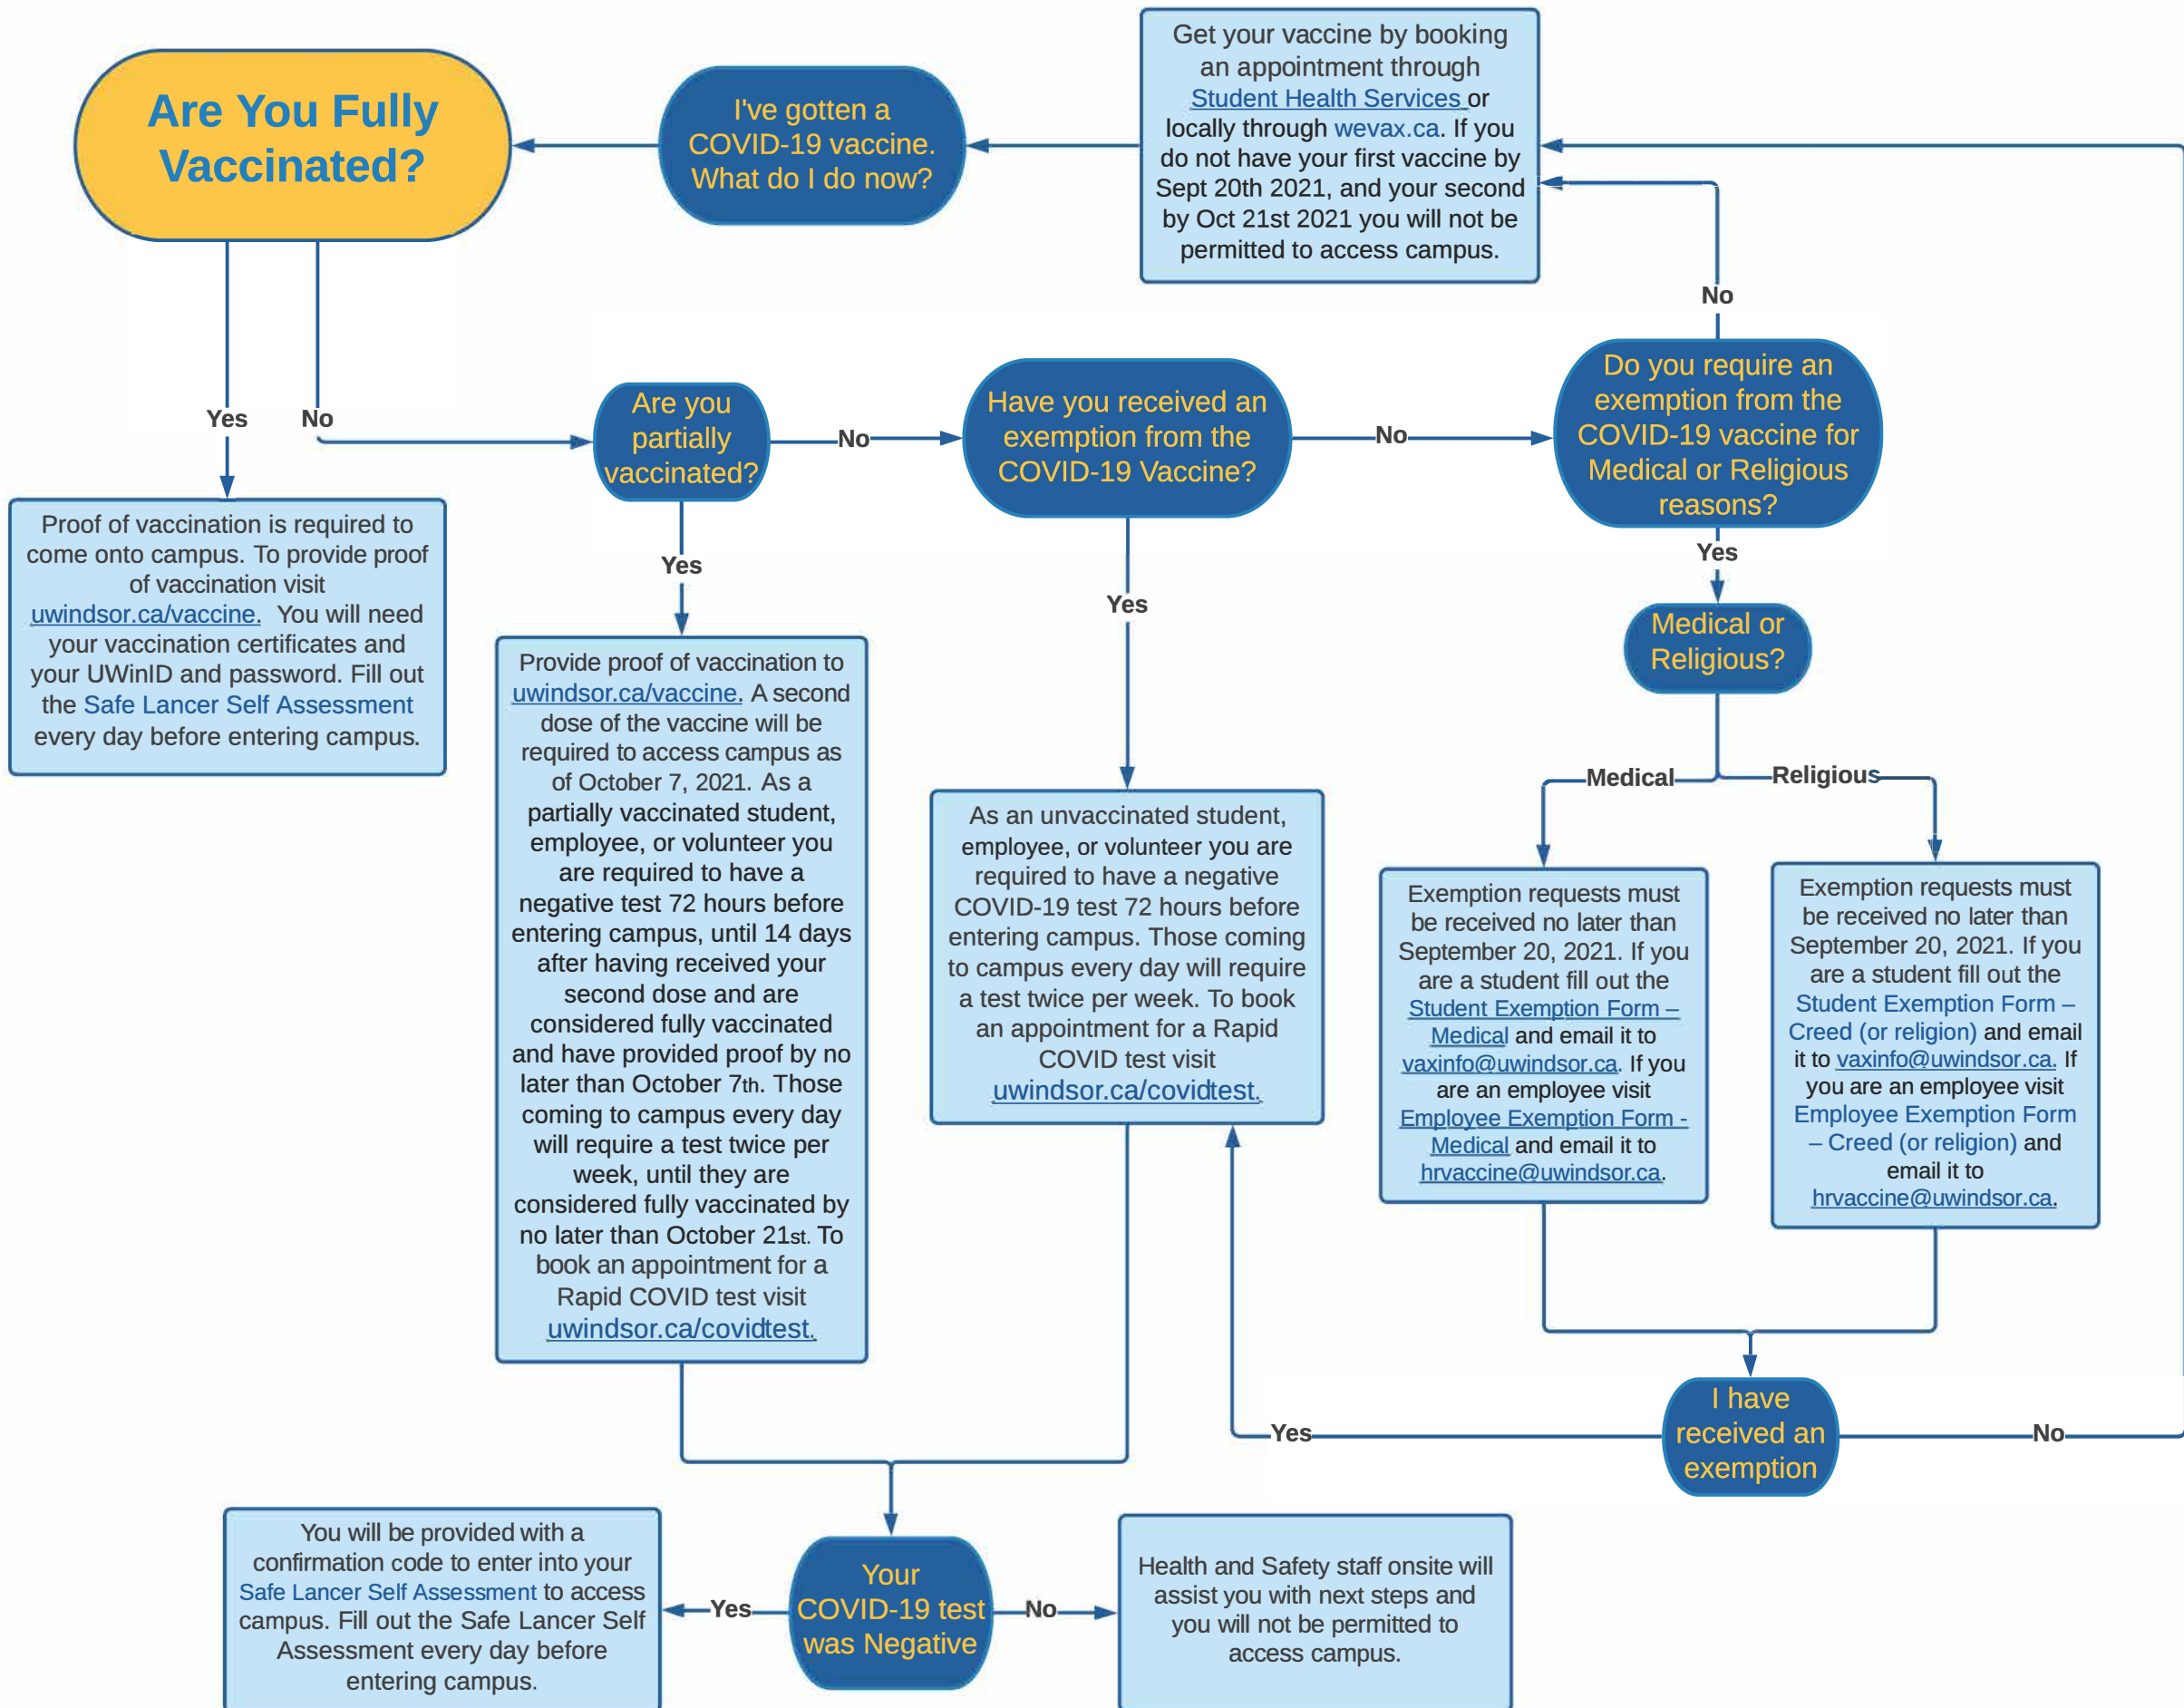 Are You Fully
Vaccinated?
I've gotten a
COVID-19 vaccine.
What do I do now?
Get your vaccine by booking
an appointment through
Student Health Services or
locally through wevax.ca. If you
do not have your first vaccine by
Sept 20th 2021, and your second
by Oct 21st 2021 you will not be
permitted to access campus.
No
Yes
No
Are you
partially
vaccinated?
No
Have you received an
exemption from the
COVID-19 Vaccine?
No
Do you require an
exemption from the
COVID-19 vaccine for
Medical or Religious
reasons?
Proof of vaccination is required to
come onto campus. To provide proof
of vaccination visit
uwindsor.ca/vaccine. You will need
your vaccination certificates and
your UWinID and password. Fill out
the Safe Lancer Self Assessment
every day before entering campus.
Yes
Yes
Yes
Medical or
Religious?
Medical
Religious
Provide proof of vaccination to
uwindsor.ca/vaccine. A second
dose of the vaccine will be
required to access campus as
of October 7, 2021. As a
partially vaccinated student,
employee, or volunteer you
are required to have a
negative test 72 hours before
entering campus, until 14 days
after having received your
second dose and are
considered fully vaccinated
and have provided proof by no
later than October 7th. Those
coming to campus every day
will require a test twice per
week, until they are
considered fully vaccinated by
no later than October 21st. To
book an appointment for a
Rapid COVID test visit
uwindsor.ca/covidtest.
As an unvaccinated student,
employee, or volunteer you are
required to have a negative
COVID-19 test 72 hours before
entering campus. Those coming
to campus every day will require
a test twice per week. To book
an appointment for a Rapid
COVID test visit
uwindsor.ca/covidtest.
Exemption requests must
be received no later than
September 20, 2021. If you
are a student fill out the
Student Exemption Form –
Medical and email it to
vaxinfo@uwindsor.ca. If you
are an employee visit
Employee Exemption Form -
Medical and email it to
hrvaccine@uwindsor.ca.
Exemption requests must
be received no later than
September 20, 2021. If you
are a student fill out the
Student Exemption Form –
Creed (or religion) and email
it to vaxinfo@uwindsor.ca. If
you are an employee visit
Employee Exemption Form
– Creed (or religion) and
email it to
hrvaccine@uwindsor.ca.
I have
received an
exemption
Yes
No
You will be provided with a
confirmation code to enter into your
Safe Lancer Self Assessment to access
campus. Fill out the Safe Lancer Self
Assessment every day before
entering campus.
Yes
Your
COVID-19 test
was Negative
No
Health and Safety staff onsite will
assist you with next steps and
you will not be permitted to
access campus.